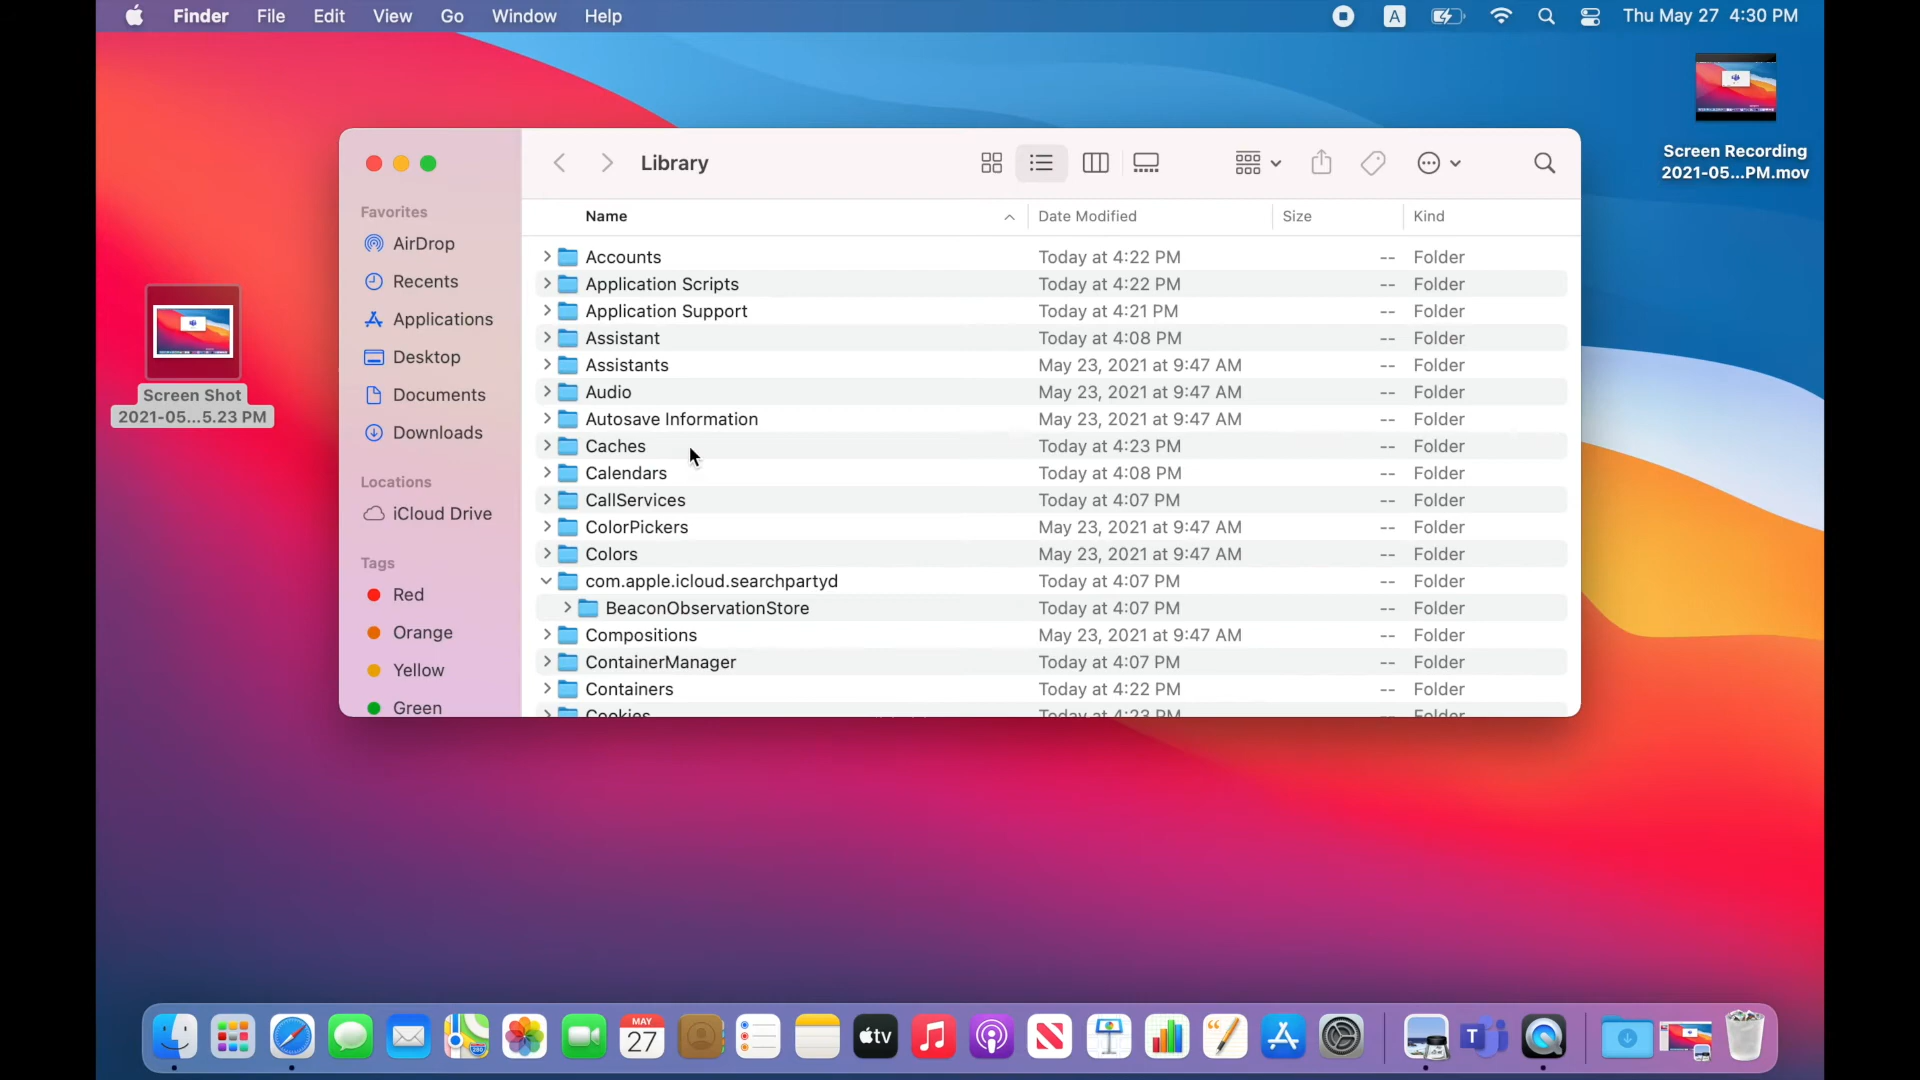 Finder File Edit View Go Window Help
A Thu May 27 4:30 PM
Screen Recording
2021-05...PM.mov
Screen Shot
2021-05...5.23 PM
Library
Favorites
AirDrop
Recents
Applications
Desktop
Documents
Downloads
Locations
iCloud Drive
Tags
Red
Orange
Yellow
Green
Name Date Modified Size Kind
Accounts Today at 4:22 PM -- Folder
Application Scripts Today at 4:22 PM -- Folder
Application Support Today at 4:21 PM -- Folder
Assistant Today at 4:08 PM -- Folder
Assistants May 23, 2021 at 9:47 AM -- Folder
Audio May 23, 2021 at 9:47 AM -- Folder
Autosave Information May 23, 2021 at 9:47 AM -- Folder
Caches Today at 4:23 PM -- Folder
Calendars Today at 4:08 PM -- Folder
CallServices Today at 4:07 PM -- Folder
ColorPickers May 23, 2021 at 9:47 AM -- Folder
Colors May 23, 2021 at 9:47 AM -- Folder
com.apple.icloud.searchpartyd Today at 4:07 PM -- Folder
BeaconObservationStore Today at 4:07 PM -- Folder
Compositions May 23, 2021 at 9:47 AM -- Folder
ContainerManager Today at 4:07 PM -- Folder
Containers Today at 4:22 PM -- Folder
Cookies Today at 4:23 PM -- Folder
MAY
27
tv